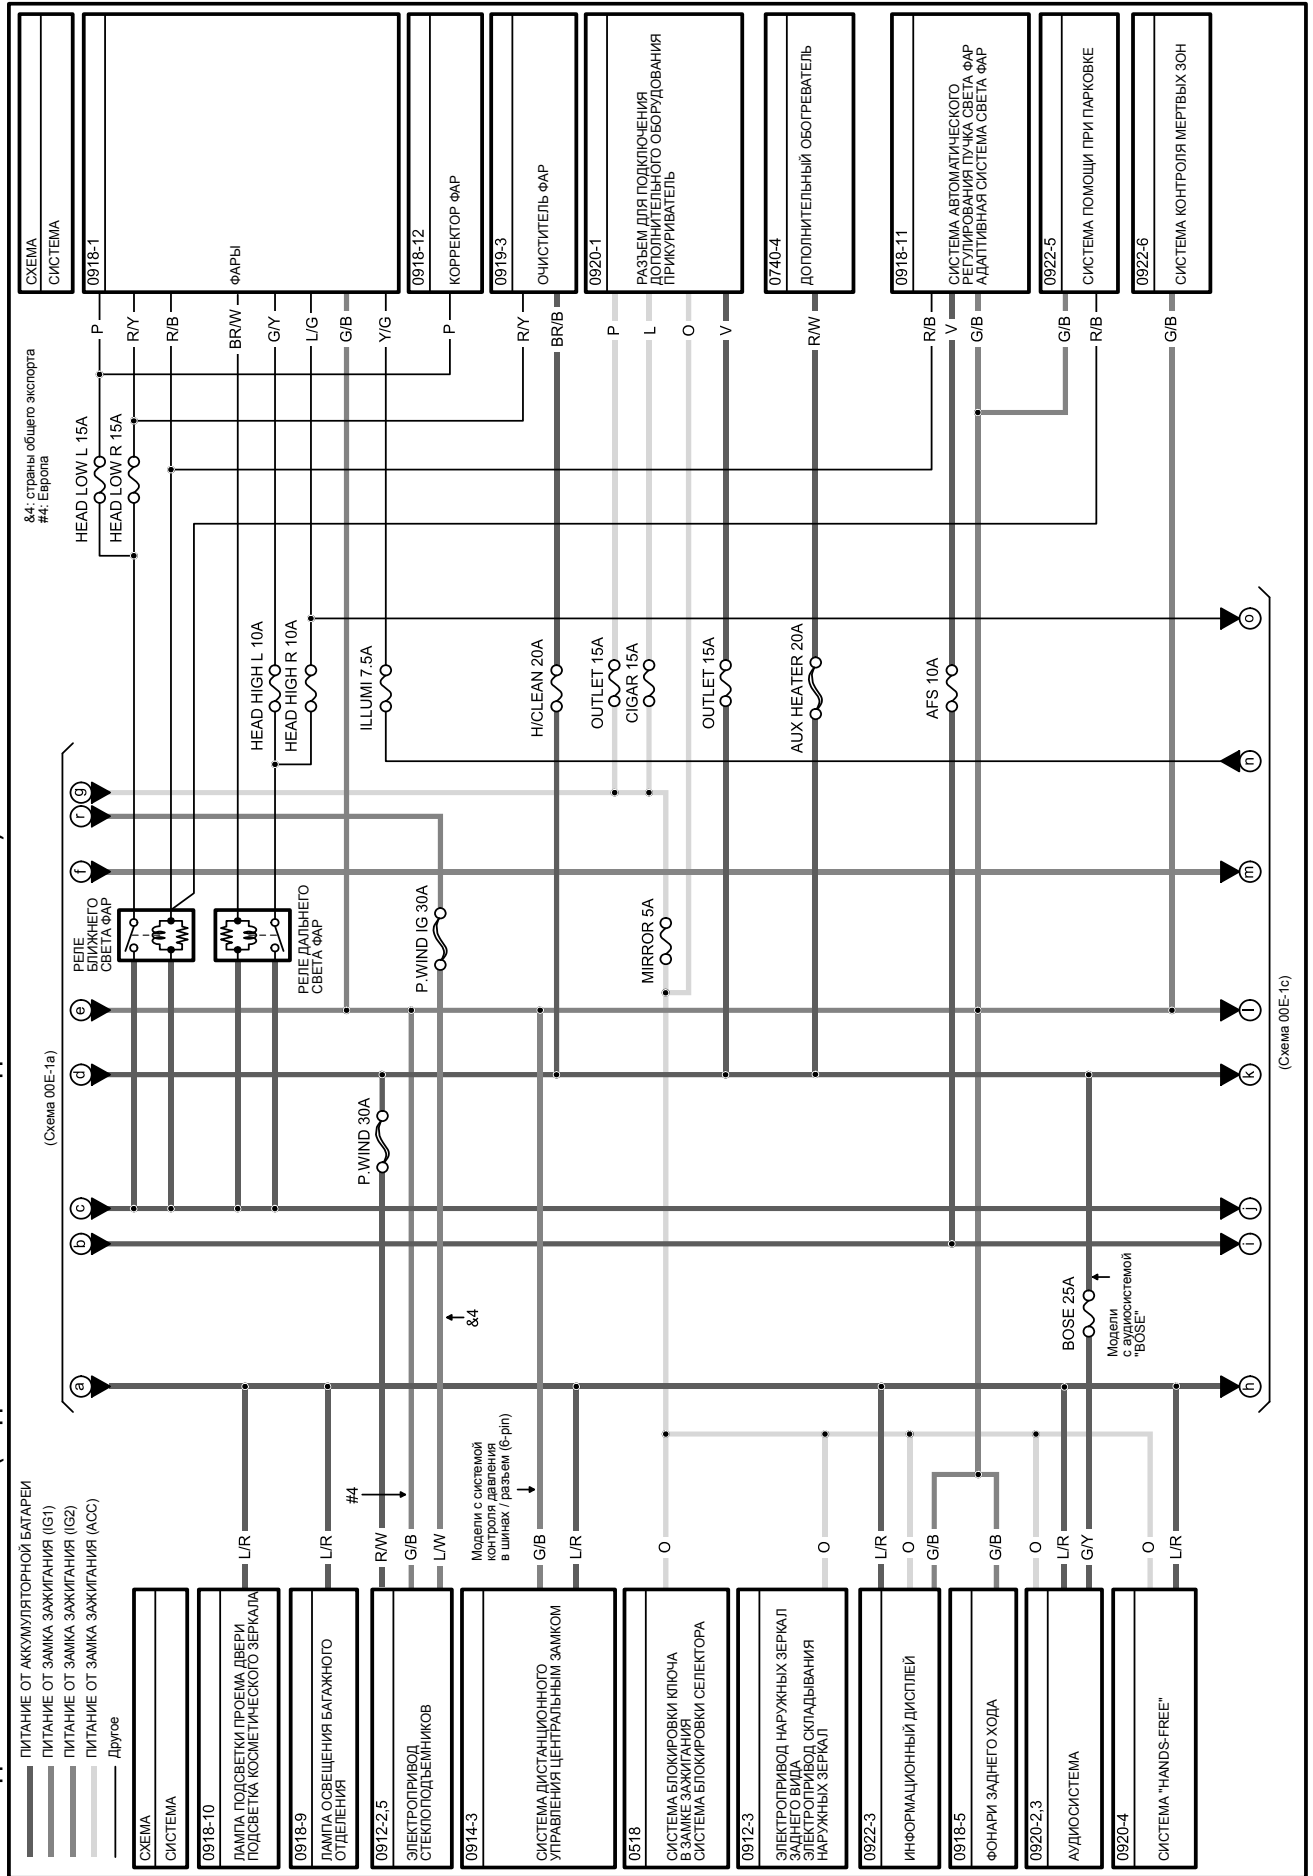 ПИТАНИЕ ОТ АККУМУЛЯТОРНОЙ БАТАРЕИ
ПИТАНИЕ ОТ ЗАМКА ЗАЖИГАНИЯ (IG1)
ПИТАНИЕ ОТ ЗАМКА ЗАЖИГАНИЯ (IG2)
ПИТАНИЕ ОТ ЗАМКА ЗАЖИГАНИЯ (ACC)
Другое
СХЕМА
СИСТЕМА
0918-10
ЛАМПА ПОДСВЕТКИ ПРОЕМА ДВЕРИ
ПОДСВЕТКА КОСМЕТИЧЕСКОГО ЗЕРКАЛА
L/R
0918-9
ЛАМПА ОСВЕЩЕНИЯ БАГАЖНОГО
ОТДЕЛЕНИЯ
L/R
0912-2,5
ЭЛЕКТРОПРИВОД
СТЕКЛОПОДЪЕМНИКОВ
R/W
G/B
L/W
#4
&4
0914-3
СИСТЕМА ДИСТАНЦИОННОГО
УПРАВЛЕНИЯ ЦЕНТРАЛЬНЫМ ЗАМКОМ
Модели с системой
контроля давления
в шинах / разъем (6-pin)
G/B
L/R
0518
СИСТЕМА БЛОКИРОВКИ КЛЮЧА
В ЗАМКЕ ЗАЖИГАНИЯ
СИСТЕМА БЛОКИРОВКИ СЕЛЕКТОРА
O
0912-3
ЭЛЕКТРОПРИВОД НАРУЖНЫХ ЗЕРКАЛ
ЗАДНЕГО ВИДА
ЭЛЕКТРОПРИВОД СКЛАДЫВАНИЯ
НАРУЖНЫХ ЗЕРКАЛ
O
0922-3
ИНФОРМАЦИОННЫЙ ДИСПЛЕЙ
L/R
O
G/B
0918-5
ФОНАРИ ЗАДНЕГО ХОДА
G/B
0920-2,3
АУДИОСИСТЕМА
O
L/R
G/Y
0920-4
СИСТЕМА "HANDS-FREE"
O
L/R
(Схема 00E-1a)
a
b
c
d
e
f
r
g
P.WIND 30A
P.WIND IG 30A
РЕЛЕ
БЛИЖНЕГО
СВЕТА ФАР
РЕЛЕ ДАЛЬНЕГО
СВЕТА ФАР
MIRROR 5A
BOSE 25A
Модели
с аудиосистемой
"BOSE"
HEAD HIGH L 10A
HEAD HIGH R 10A
ILLUMI 7.5A
H/CLEAN 20A
OUTLET 15A
CIGAR 15A
OUTLET 15A
AUX HEATER 20A
AFS 10A
h
i
j
k
l
m
n
o
(Схема 00E-1c)
&4: страны общего экспорта
#4: Европа
HEAD LOW L 15A
HEAD LOW R 15A
СХЕМА
СИСТЕМА
P
R/Y
R/B
BR/W
G/Y
L/G
G/B
Y/G
0918-1
ФАРЫ
P
0918-12
КОРРЕКТОР ФАР
R/Y
BR/B
0919-3
ОЧИСТИТЕЛЬ ФАР
P
L
O
V
0920-1
РАЗЪЕМ ДЛЯ ПОДКЛЮЧЕНИЯ
ДОПОЛНИТЕЛЬНОГО ОБОРУДОВАНИЯ
ПРИКУРИВАТЕЛЬ
R/W
0740-4
ДОПОЛНИТЕЛЬНЫЙ ОБОГРЕВАТЕЛЬ
R/B
V
G/B
0918-11
СИСТЕМА АВТОМАТИЧЕСКОГО
РЕГУЛИРОВАНИЯ ПУЧКА СВЕТА ФАР
АДАПТИВНАЯ СИСТЕМА СВЕТА ФАР
G/B
R/B
0922-5
СИСТЕМА ПОМОЩИ ПРИ ПАРКОВКЕ
G/B
0922-6
СИСТЕМА КОНТРОЛЯ МЕРТВЫХ ЗОН